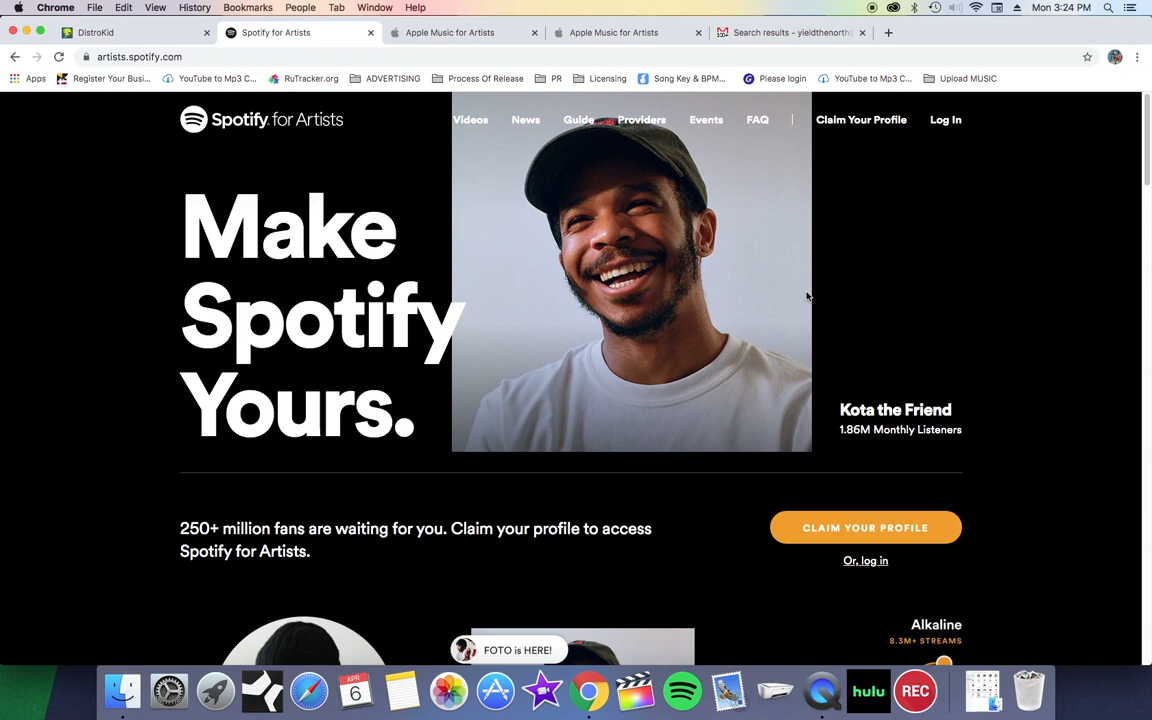 Chrome File Edit View History Bookmarks People Tab Window Help Mon 3:24 PM
DistroKid Spotify for Artists Apple Music for Artists Apple Music for Artists Search results - yieldthenorth
artists.spotify.com
Apps Register Your Busi... YouTube to Mp3 C... RuTracker.org ADVERTISING Process Of Release PR Licensing Song Key & BPM... Please login YouTube to Mp3 C... Upload MUSIC
Spotify for Artists Videos News Guide Providers Events FAQ Claim Your Profile Log In
Make
Spotify
Yours.
Kota the Friend
1.86M Monthly Listeners
250+ million fans are waiting for you. Claim your profile to access
Spotify for Artists.
CLAIM YOUR PROFILE
Or, log in
Alkaline
8.3M+ STREAMS
FOTO is HERE!
APR
6
hulu
REC